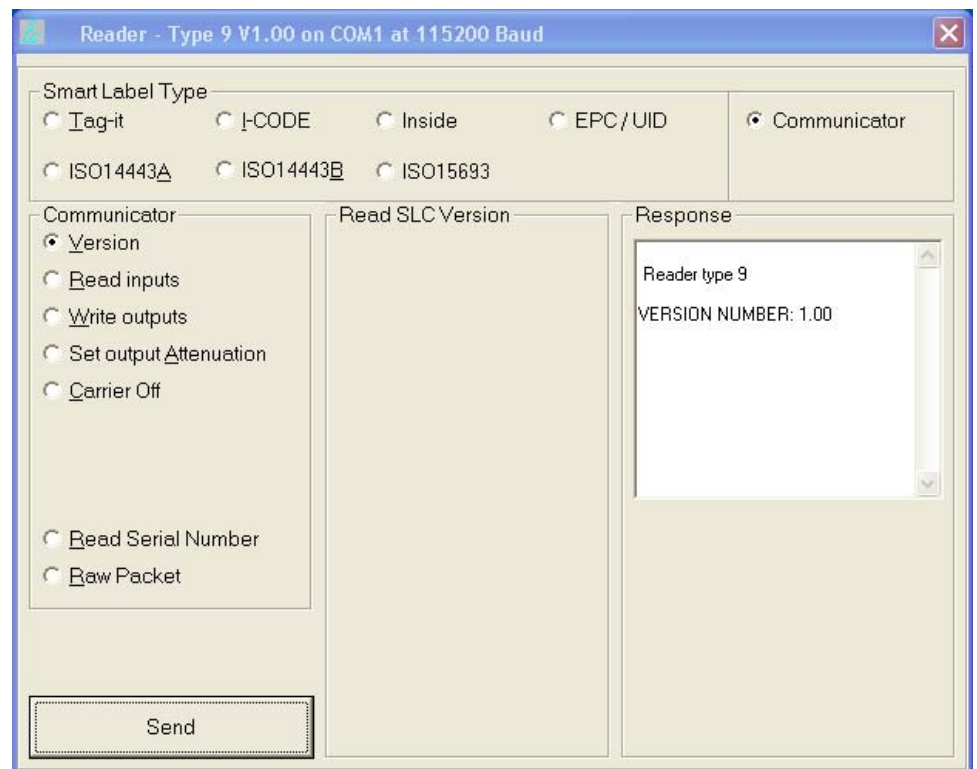 Reader - Type 9 V1.00 on COM1 at 115200 Baud
Smart Label Type
Tag-it
I-CODE
Inside
EPC / UID
Communicator
ISO14443A
ISO14443B
ISO15693
Communicator
Version
Read inputs
Write outputs
Set output Attenuation
Carrier Off
Read Serial Number
Raw Packet
Send
Read SLC Version
Response
Reader type 9
VERSION NUMBER: 1.00